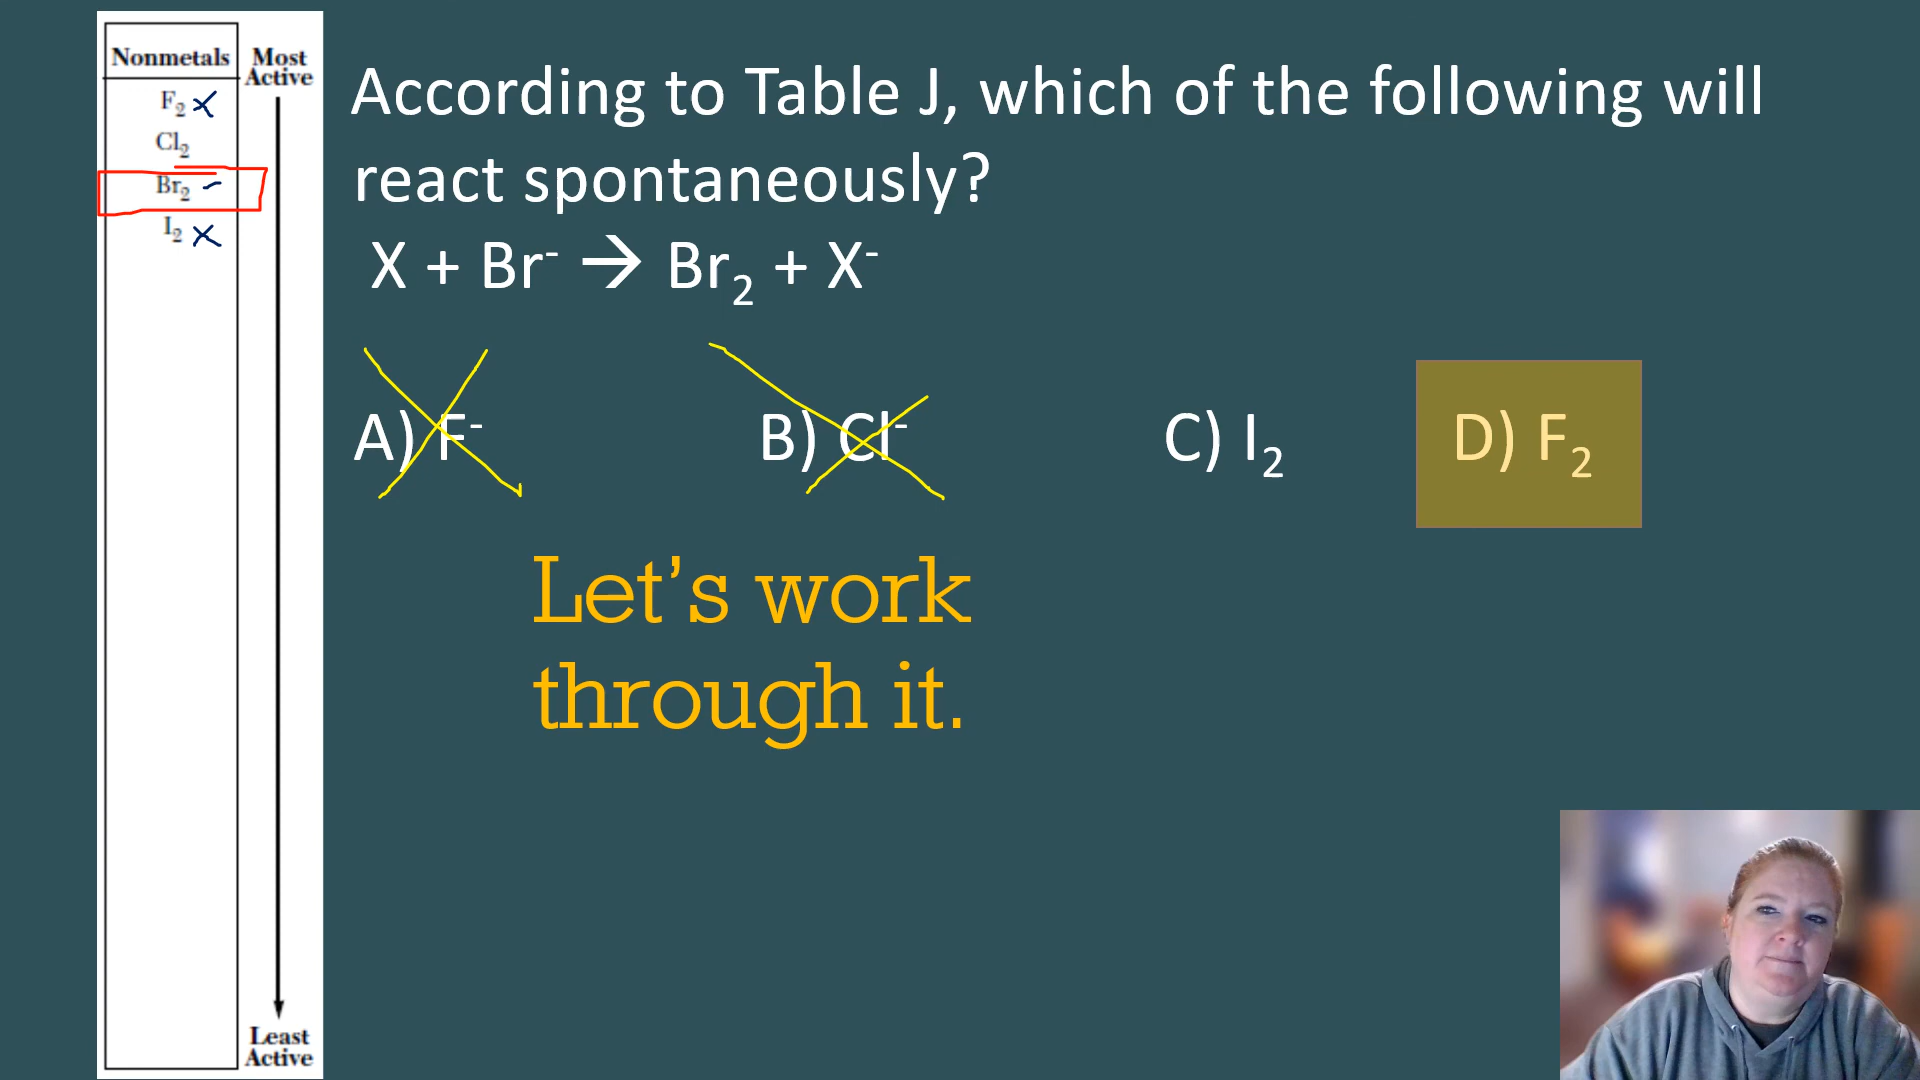 Nonmetals
Most
Active
F₂
Cl₂
Br₂
I₂
Least
Active
According to Table J, which of the following will
react spontaneously?
X + Br⁻ → Br₂ + X⁻
A) F⁻ B) Cl⁻ C) I₂ D) F₂
Let’s work
through it.